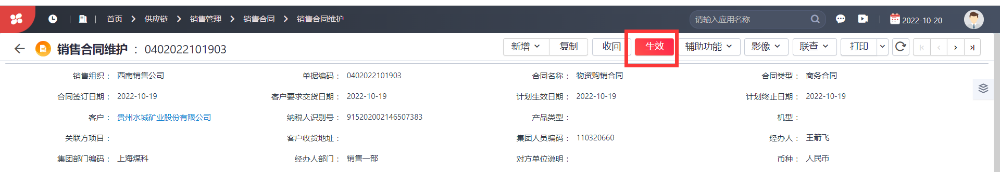 首页 供应链 销售管理 销售合同 销售合同维护 请输入应用名称 2022-10-20
销售合同维护 : 0402022101903 新增 复制 收回 生效 辅助功能 影像 联查 打印
销售组织： 西南销售公司 单据编码： 0402022101903 合同名称： 物资购销合同 合同类型： 商务合同
合同签订日期： 2022-10-19 客户要求交货日期： 2022-10-19 计划生效日期： 2022-10-19 计划终止日期： 2022-10-19
客户： 贵州水城矿业股份有限公司 纳税人识别号： 915202002146507383 产品类型： 机型：
关联方项目： 客户收货地址： 集团人员编码： 110320660 经办人： 王箭飞
集团部门编码： 上海煤科 经办人部门： 销售一部 对方单位说明： 币种： 人民币